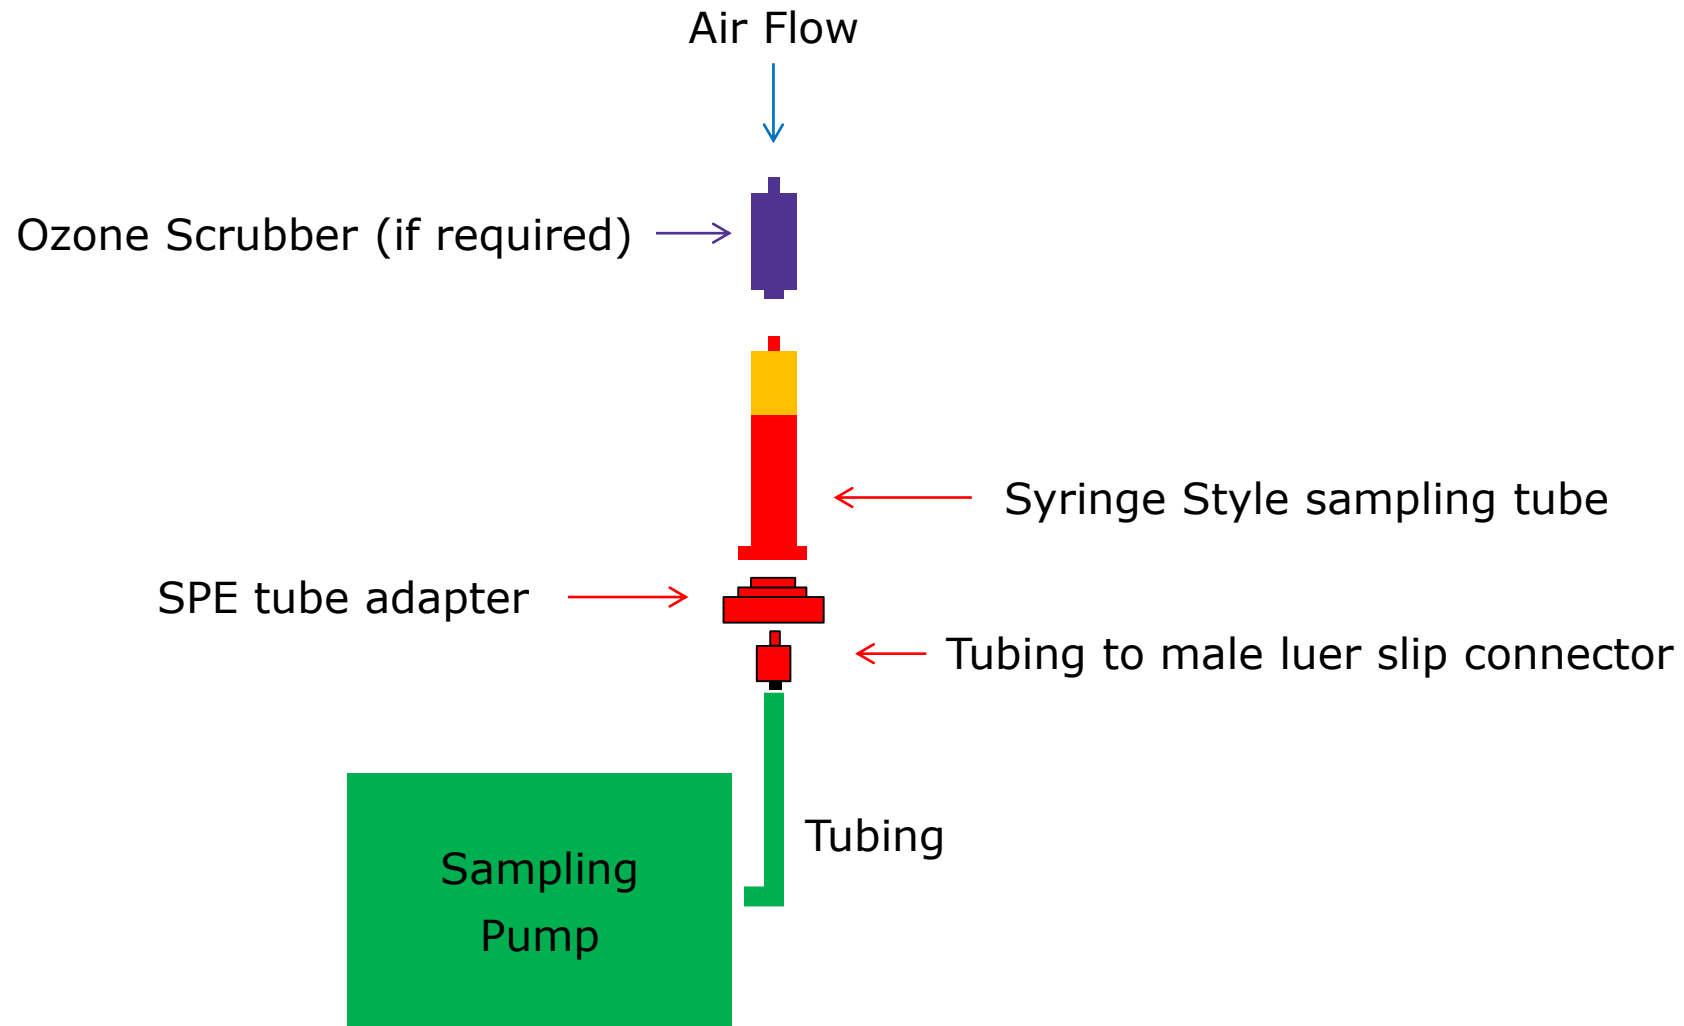 Air Flow
Ozone Scrubber (if required)
Syringe Style sampling tube
SPE tube adapter
Tubing to male luer slip connector
Tubing
Sampling
Pump